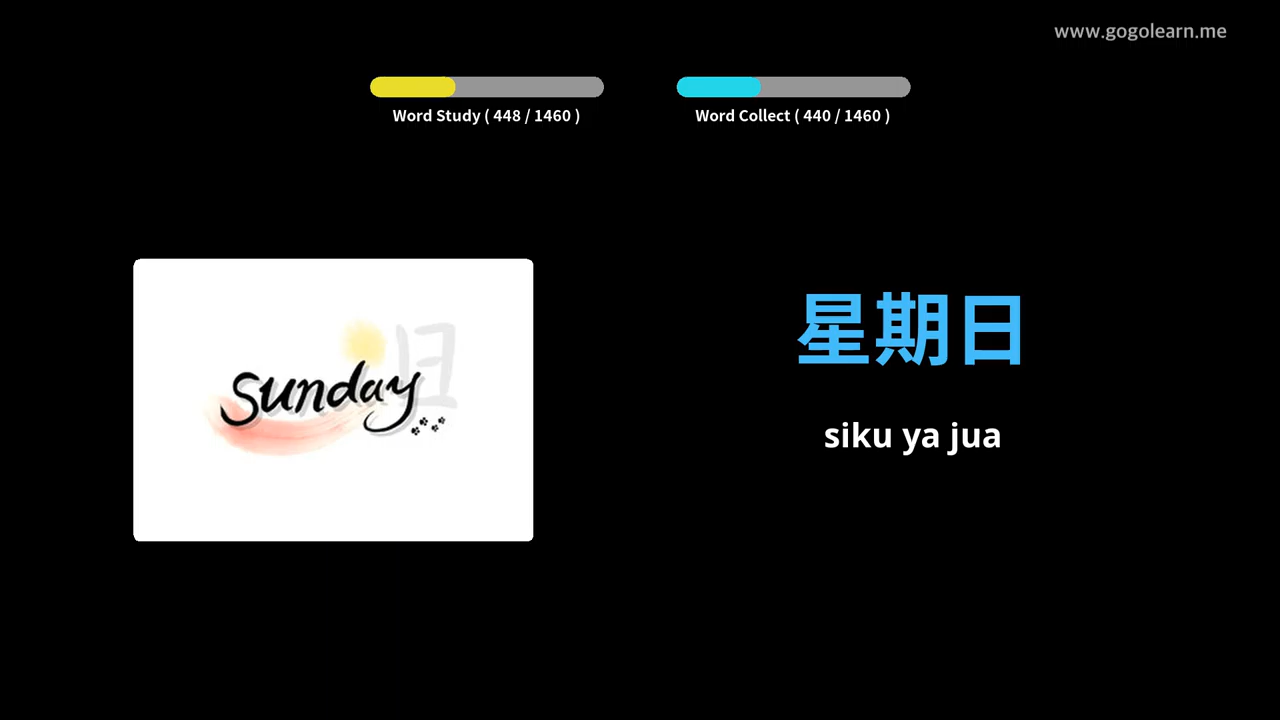 www.gogolearn.me
Word Study ( 448 / 1460 )
Word Collect ( 440 / 1460 )
sunday
星期日
siku ya jua